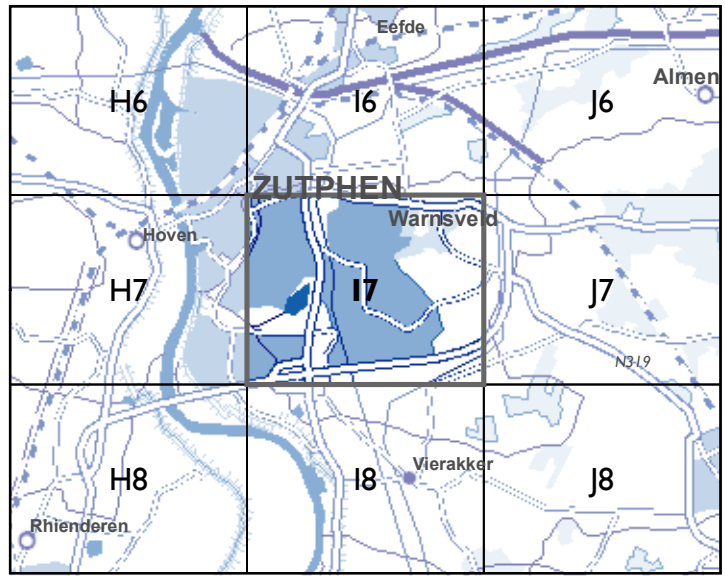 Eefde
Almen
H6
I6
J6
ZUTPHEN
Warnsveld
Hoven
H7
I7
J7
N319
H8
I8
J8
Vierakker
Rhienderen